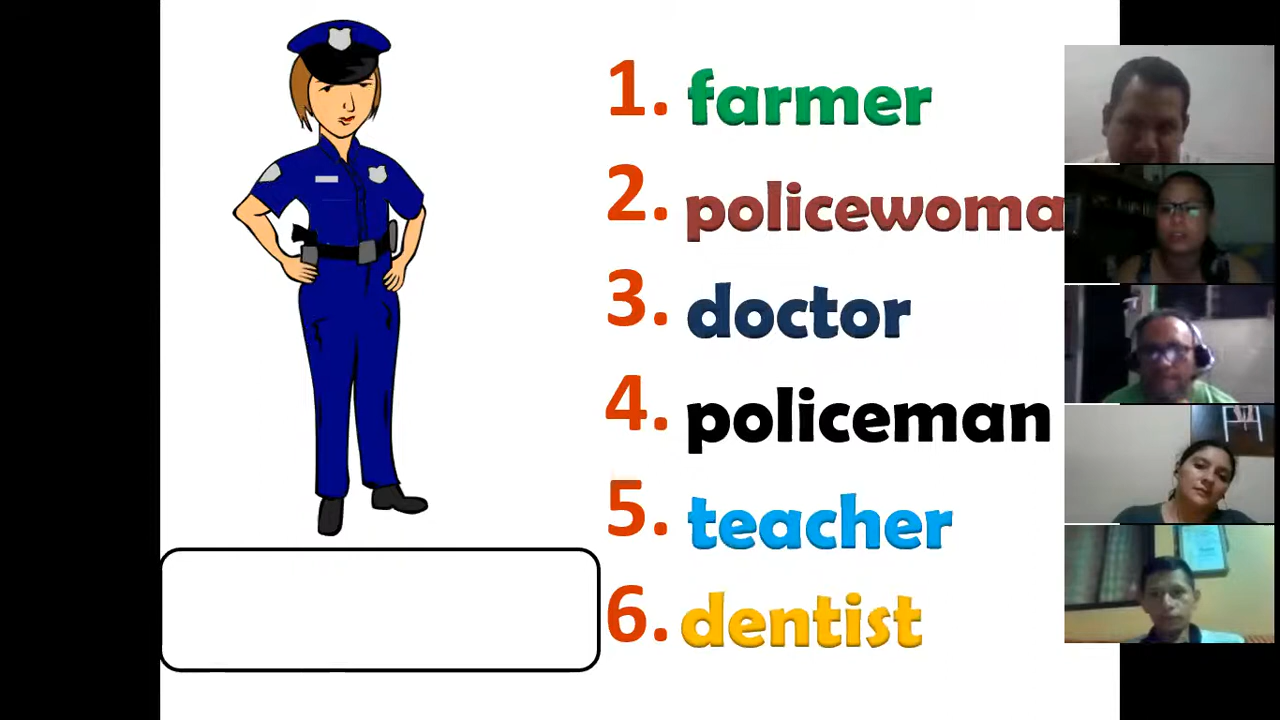 1. farmer
2. policewoma
3. doctor
4. policeman
5. teacher
6. dentist